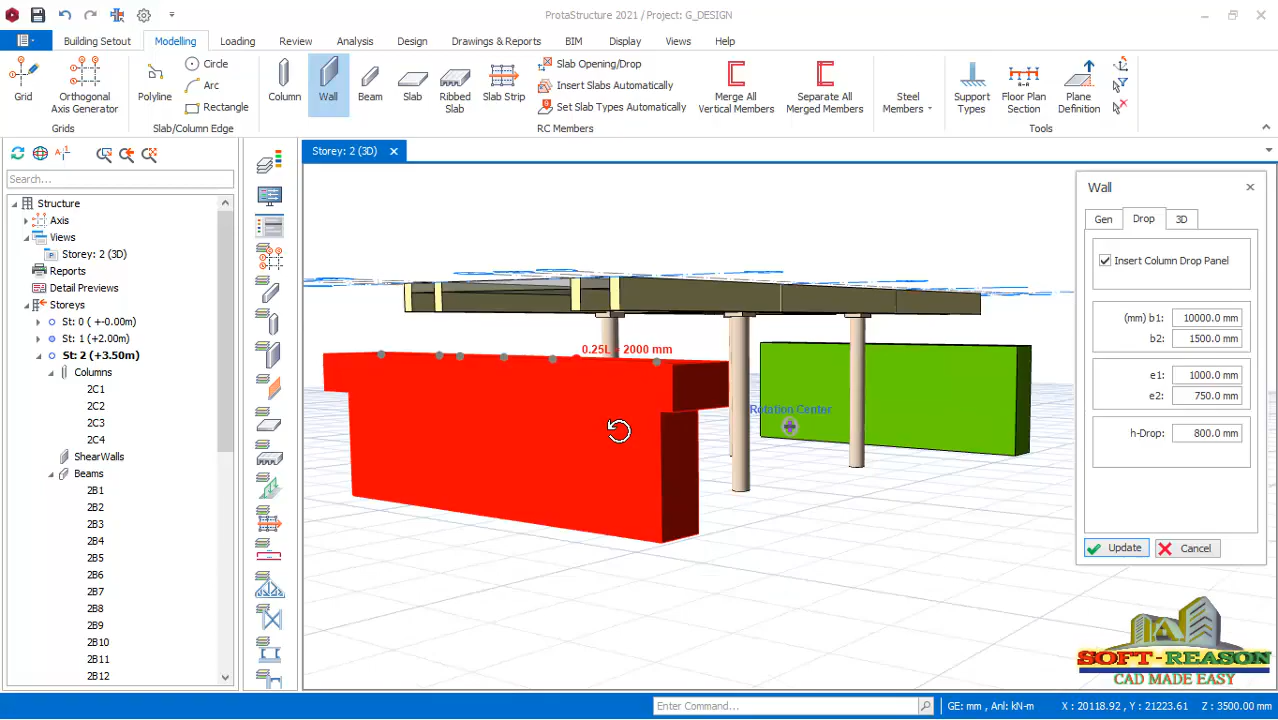 ProtaStructure 2021 / Project: G_DESIGN
Building Setout Modelling Loading Review Analysis Design Drawings & Reports BIM Display Views Help
Grid
Orthogonal
Axis Generator
Grids
Polyline
Circle
Arc
Rectangle
Slab/Column Edge
Column
Wall
Beam
Slab
Ribbed
Slab
Slab Strip
Slab Opening/Drop
Insert Slabs Automatically
Set Slab Types Automatically
RC Members
Merge All
Vertical Members
Separate All
Merged Members
Steel
Members
Support
Types
Floor Plan
Section
Plane
Definition
Tools
Search...
Structure
Axis
Views
Storey: 2 (3D)
Reports
Detail Previews
Storeys
St: 0 ( +-0.00m)
St: 1 (+2.00m)
St: 2 (+3.50m)
Columns
2C1
2C2
2C3
2C4
ShearWalls
Beams
2B1
2B2
2B3
2B4
2B5
2B6
2B7
2B8
2B9
2B10
2B11
2B12
Storey: 2 (3D)
0.25L = 2000 mm
Rotation Center
Wall
Gen Drop 3D
Insert Column Drop Panel
(mm) b1: 10000.0 mm
b2: 1500.0 mm
e1: 1000.0 mm
e2: 750.0 mm
h-Drop: 800.0 mm
Update Cancel
SOFT-REASON
CAD MADE EASY
Enter Command...
GE: mm , Anl: kN-m
X : 20118.92 , Y : 21223.61
Z : 3500.00 mm